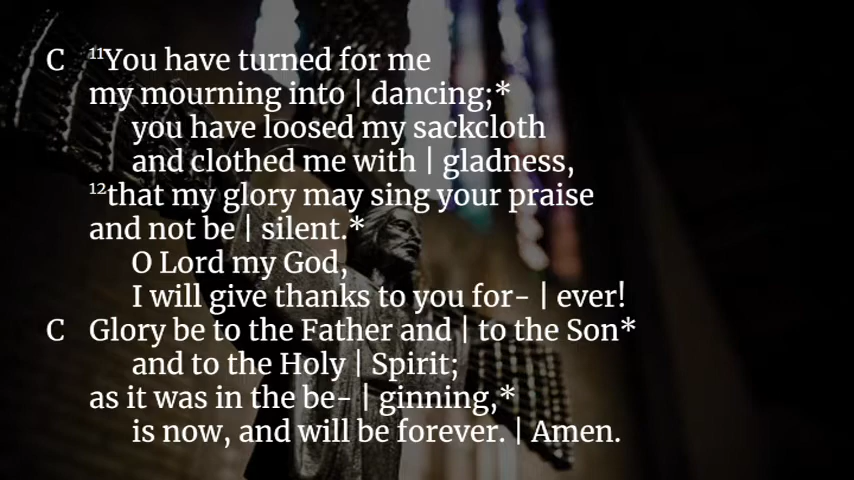 C ¹¹You have turned for me
my mourning into | dancing;*
you have loosed my sackcloth
and clothed me with | gladness,
¹²that my glory may sing your praise
and not be | silent.*
O Lord my God,
I will give thanks to you for- | ever!
C Glory be to the Father and | to the Son*
and to the Holy | Spirit;
as it was in the be- | ginning,*
is now, and will be forever. | Amen.